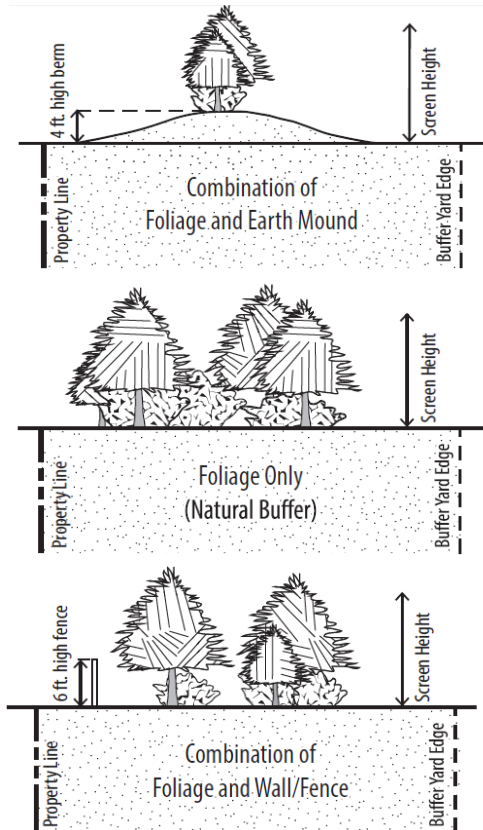 4 ft. high berm
Screen Height
Property Line
Combination of
Foliage and Earth Mound
Buffer Yard Edge
Screen Height
Property Line
Foliage Only
(Natural Buffer)
Buffer Yard Edge
6 ft. high fence
Screen Height
Property Line
Combination of
Foliage and Wall/Fence
Buffer Yard Edge